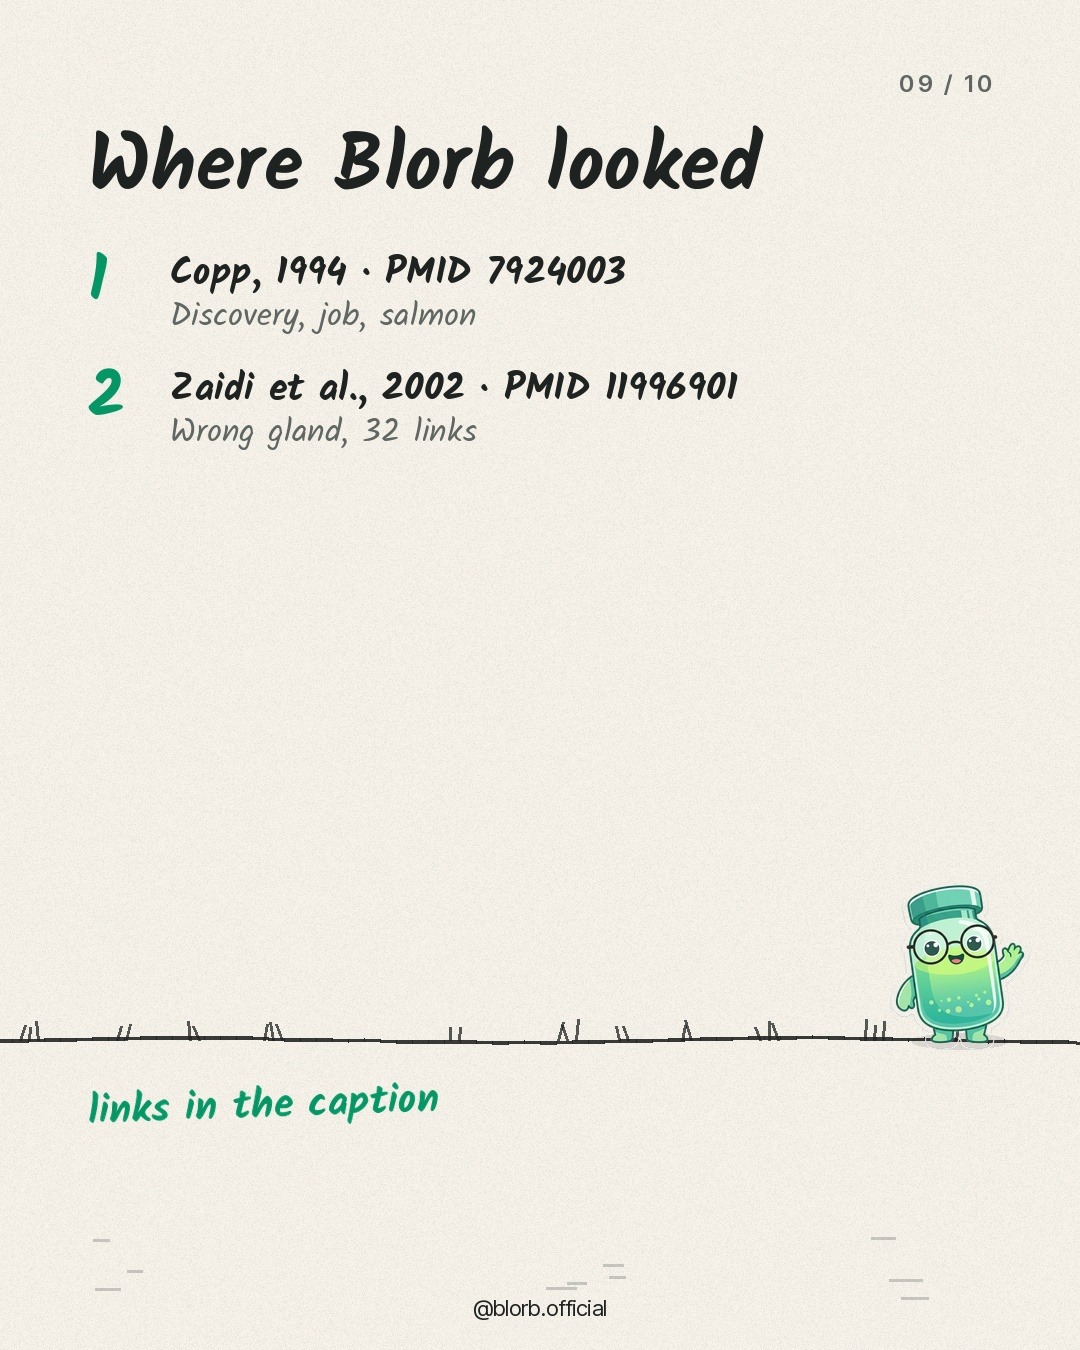 09 / 10
Where Blorb looked
1
Copp, 1994 · PMID 7924003
Discovery, job, salmon
2
Zaidi et al., 2002 · PMID 11996901
Wrong gland, 32 links
links in the caption
@blorb.official